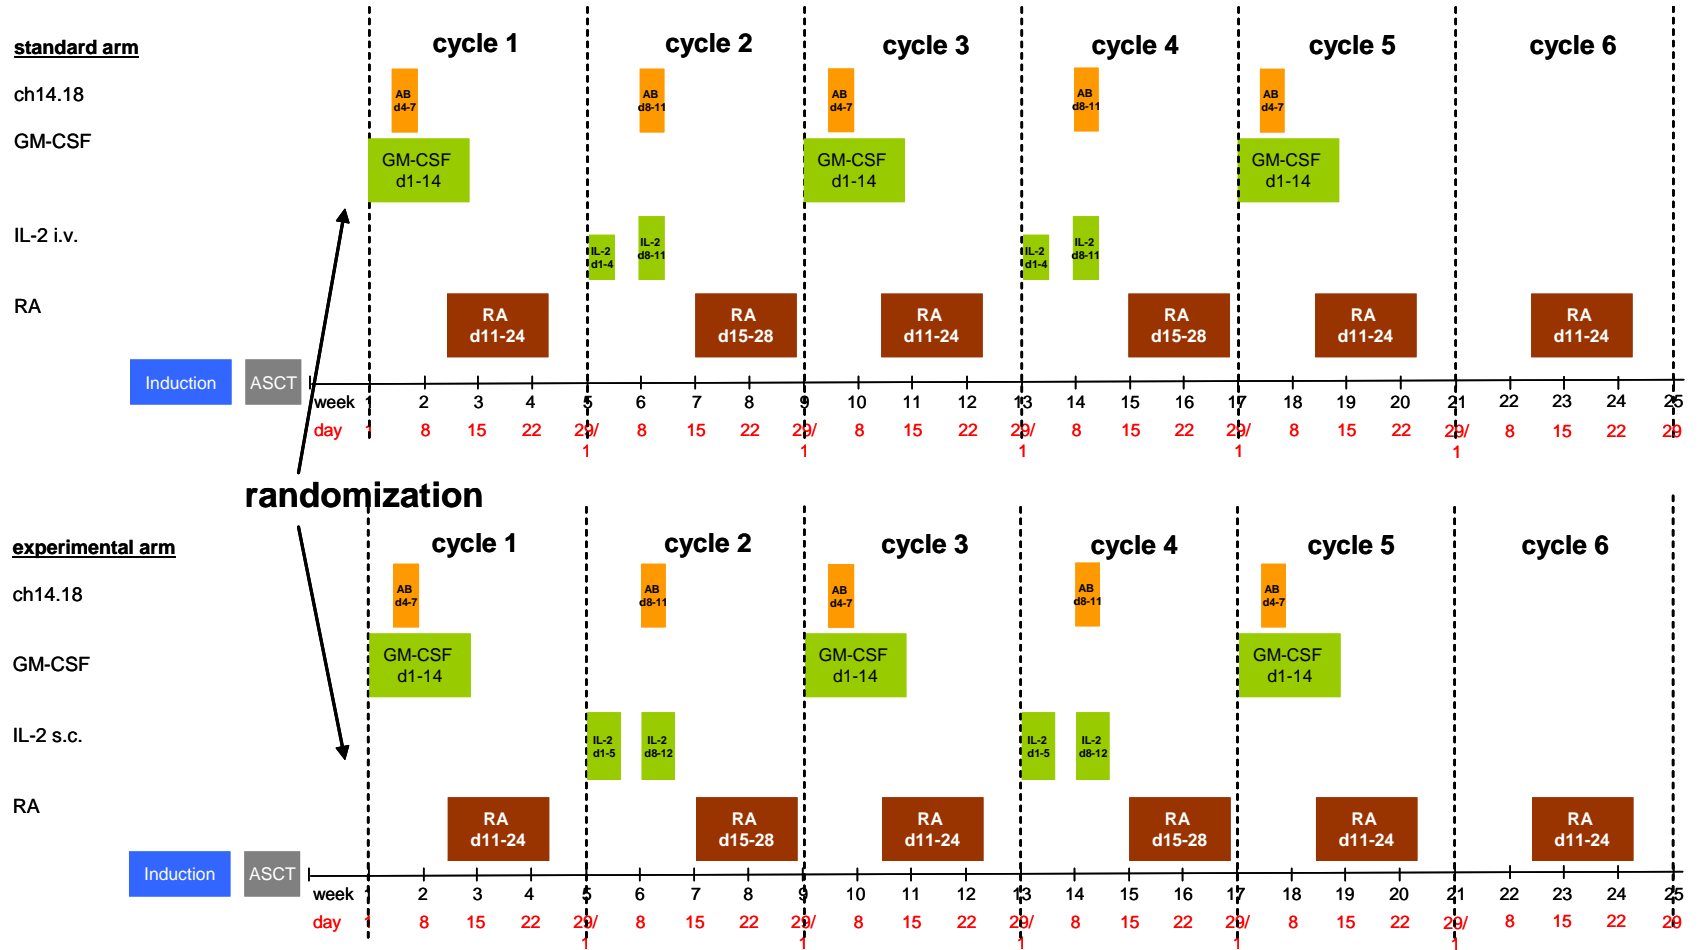 standard arm
cycle 1 cycle 2 cycle 3 cycle 4 cycle 5 cycle 6
ch14.18
AB d4-7
AB d8-11
AB d4-7
AB d8-11
AB d4-7
GM-CSF
GM-CSF d1-14
GM-CSF d1-14
GM-CSF d1-14
IL-2 i.v.
IL-2 d1-4
IL-2 d8-11
IL-2 d1-4
IL-2 d8-11
RA
RA d11-24
RA d15-28
RA d11-24
RA d15-28
RA d11-24
RA d11-24
Induction ASCT
week 1 2 3 4 5 6 7 8 9 10 11 12 13 14 15 16 17 18 19 20 21 22 23 24 25
day 1 8 15 22 29/1 8 15 22 29/1 8 15 22 29/1 8 15 22 29/1 8 15 22 29/1 8 15 22 29
randomization
experimental arm
cycle 1 cycle 2 cycle 3 cycle 4 cycle 5 cycle 6
ch14.18
AB d4-7
AB d8-11
AB d4-7
AB d8-11
AB d4-7
GM-CSF
GM-CSF d1-14
GM-CSF d1-14
GM-CSF d1-14
IL-2 s.c.
IL-2 d1-5
IL-2 d8-12
IL-2 d1-5
IL-2 d8-12
RA
RA d11-24
RA d15-28
RA d11-24
RA d15-28
RA d11-24
RA d11-24
Induction ASCT
week 1 2 3 4 5 6 7 8 9 10 11 12 13 14 15 16 17 18 19 20 21 22 23 24 25
day 1 8 15 22 29/1 8 15 22 29/1 8 15 22 29/1 8 15 22 29/1 8 15 22 29/1 8 15 22 29